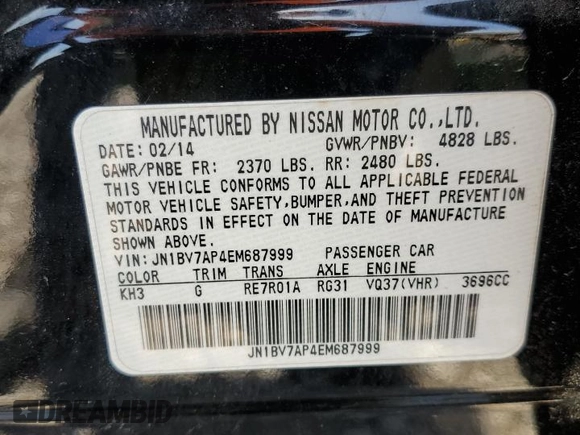 MANUFACTURED BY NISSAN MOTOR CO.,LTD.
DATE: 02/14 GVWR/PNBV: 4828 LBS.
GAWR/PNBE FR: 2370 LBS. RR: 2480 LBS.
THIS VEHICLE CONFORMS TO ALL APPLICABLE FEDERAL
MOTOR VEHICLE SAFETY,BUMPER,AND THEFT PREVENTION
STANDARDS IN EFFECT ON THE DATE OF MANUFACTURE
SHOWN ABOVE.
VIN: JN1BV7AP4EM687999 PASSENGER CAR
COLOR TRIM TRANS AXLE ENGINE
KH3 G RE7R01A RG31 VQ37(VHR) 3696CC
JN1BV7AP4EM687999
DREAMBID